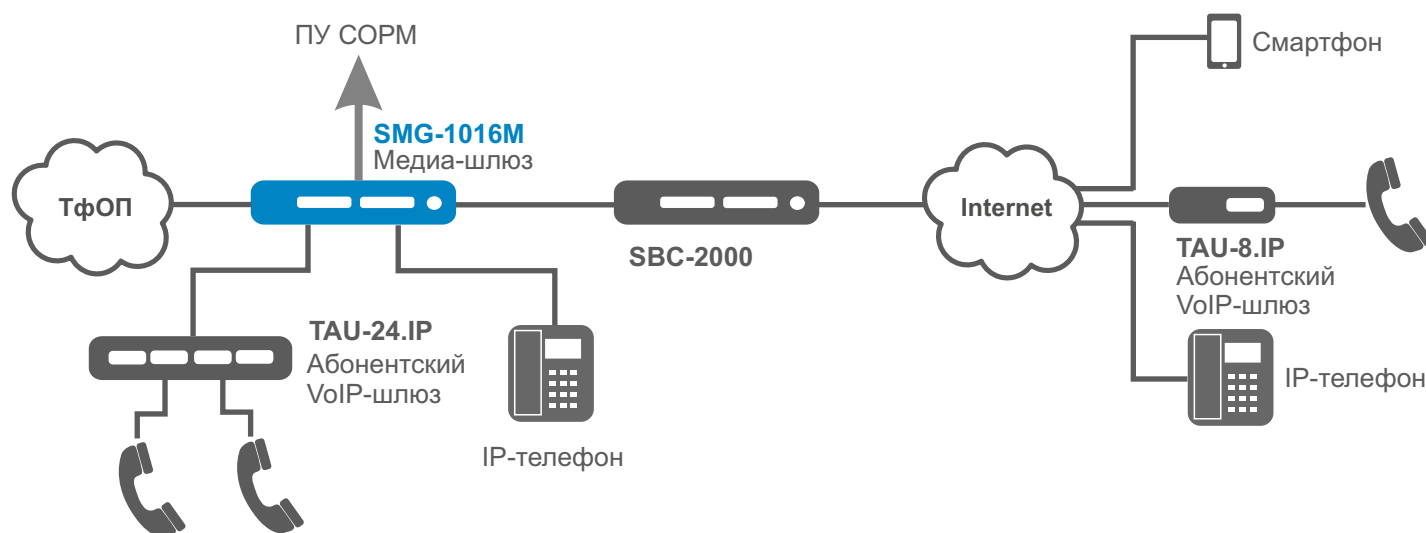 ПУ СОРМ
Смартфон
SMG-1016M
Медиа-шлюз
ТфОП
Internet
SBC-2000
TAU-8.IP
Абонентский
VoIP-шлюз
TAU-24.IP
Абонентский
VoIP-шлюз
IP-телефон
IP-телефон